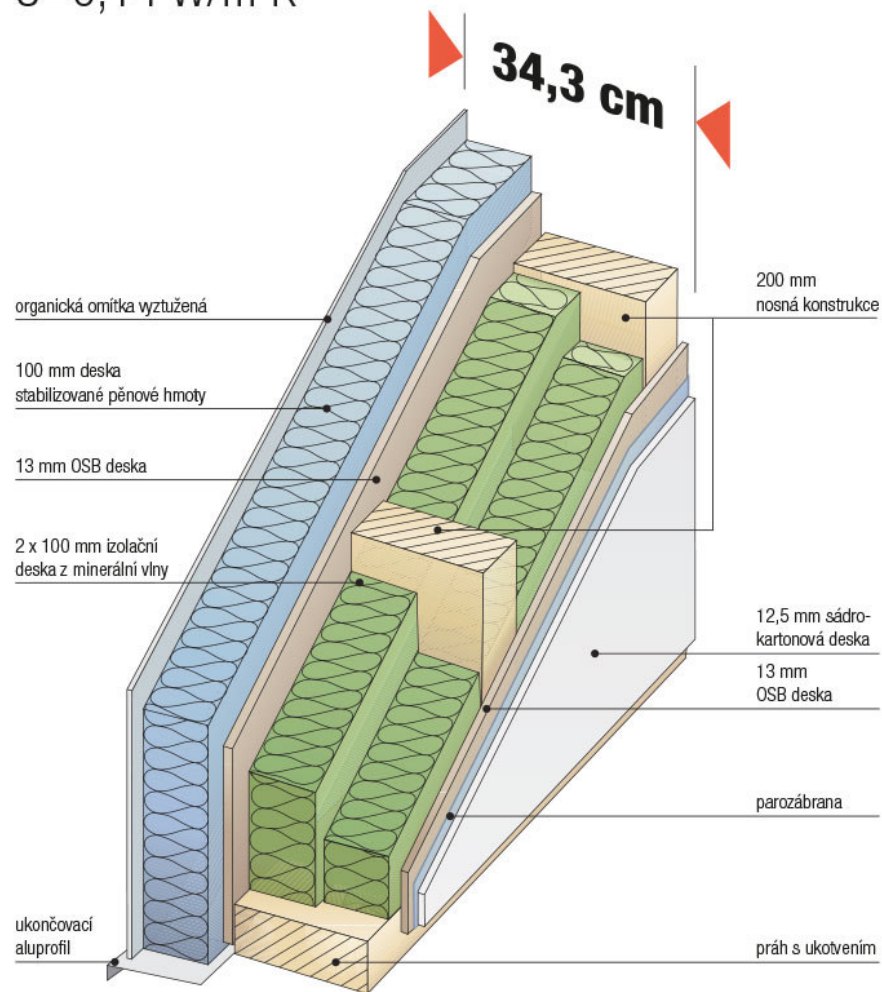 34,3 cm
organická omítka vyztužená
100 mm deska
stabilizované pěnové hmoty
13 mm OSB deska
2 x 100 mm izolační
deska z minerální vlny
ukončovací
aluprofil
200 mm
nosná konstrukce
12,5 mm sádro-
kartonová deska
13 mm
OSB deska
parozábrana
práh s ukotvením